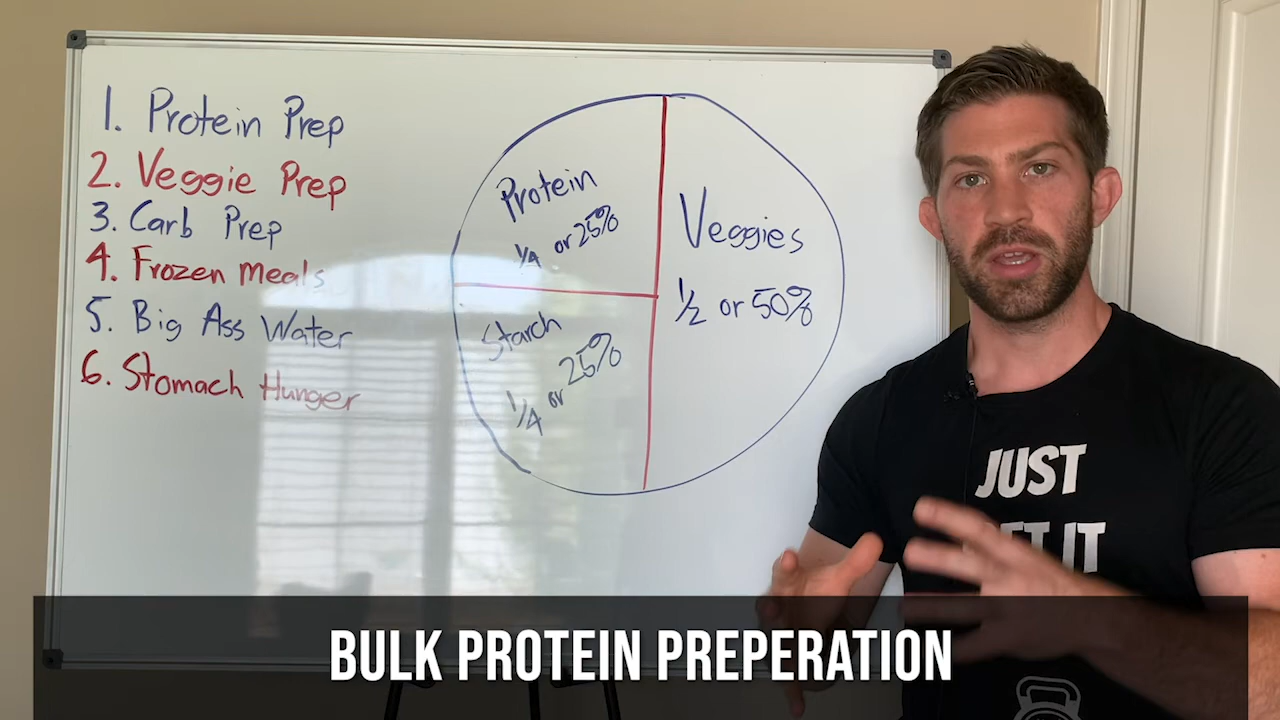 1. Protein Prep
2. Veggie Prep
3. Carb Prep
4. Frozen Meals
5. Big Ass Water
6. Stomach Hunger
Protein
1/4 or 25%
Starch
1/4 or 25%
Veggies
1/2 or 50%
JUST
IT
BULK PROTEIN PREPERATION